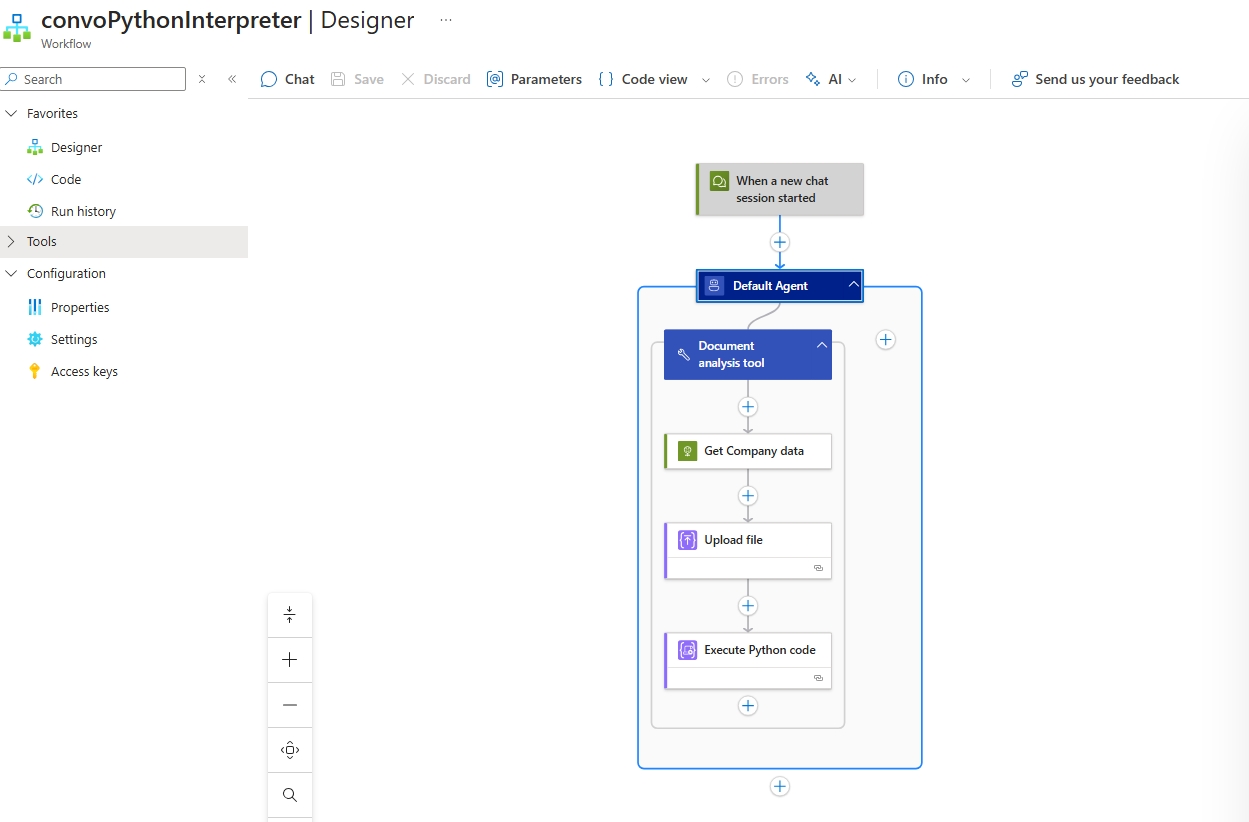 convoPythonInterpreter | Designer ...
Workflow
Search
Chat Save Discard Parameters Code view Errors AI Info Send us your feedback
Favorites
Designer
Code
Run history
Tools
Configuration
Properties
Settings
Access keys
When a new chat
session started
Default Agent
Document
analysis tool
Get Company data
Upload file
Execute Python code